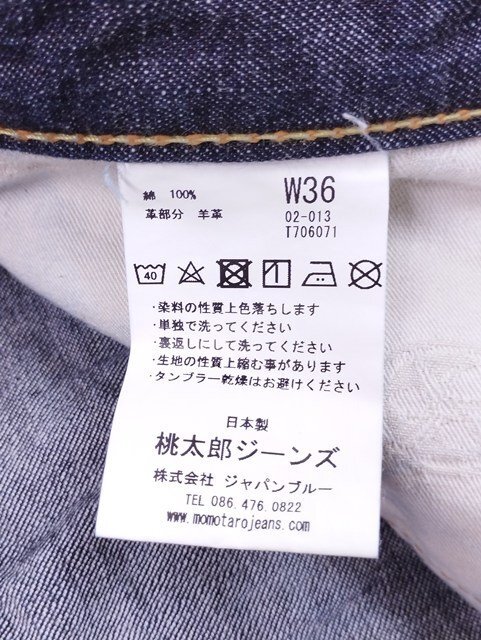 綿 100%
革部分 羊革
W36
02-013
T706071
40
・染料の性質上色落ちします
・単独で洗ってください
・裏返しにして洗ってください
・生地の性質上縮む事があります
・タンブラー乾燥はお避けください
日本製
桃太郎ジーンズ
株式会社 ジャパンブルー
TEL 086.476.0822
www.momotarojeans.com